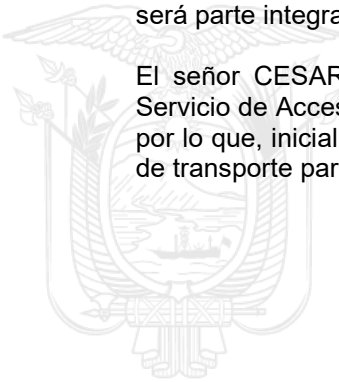 será parte integra
El señor CESAR
Servicio de Acces
por lo que, inicial
de transporte par